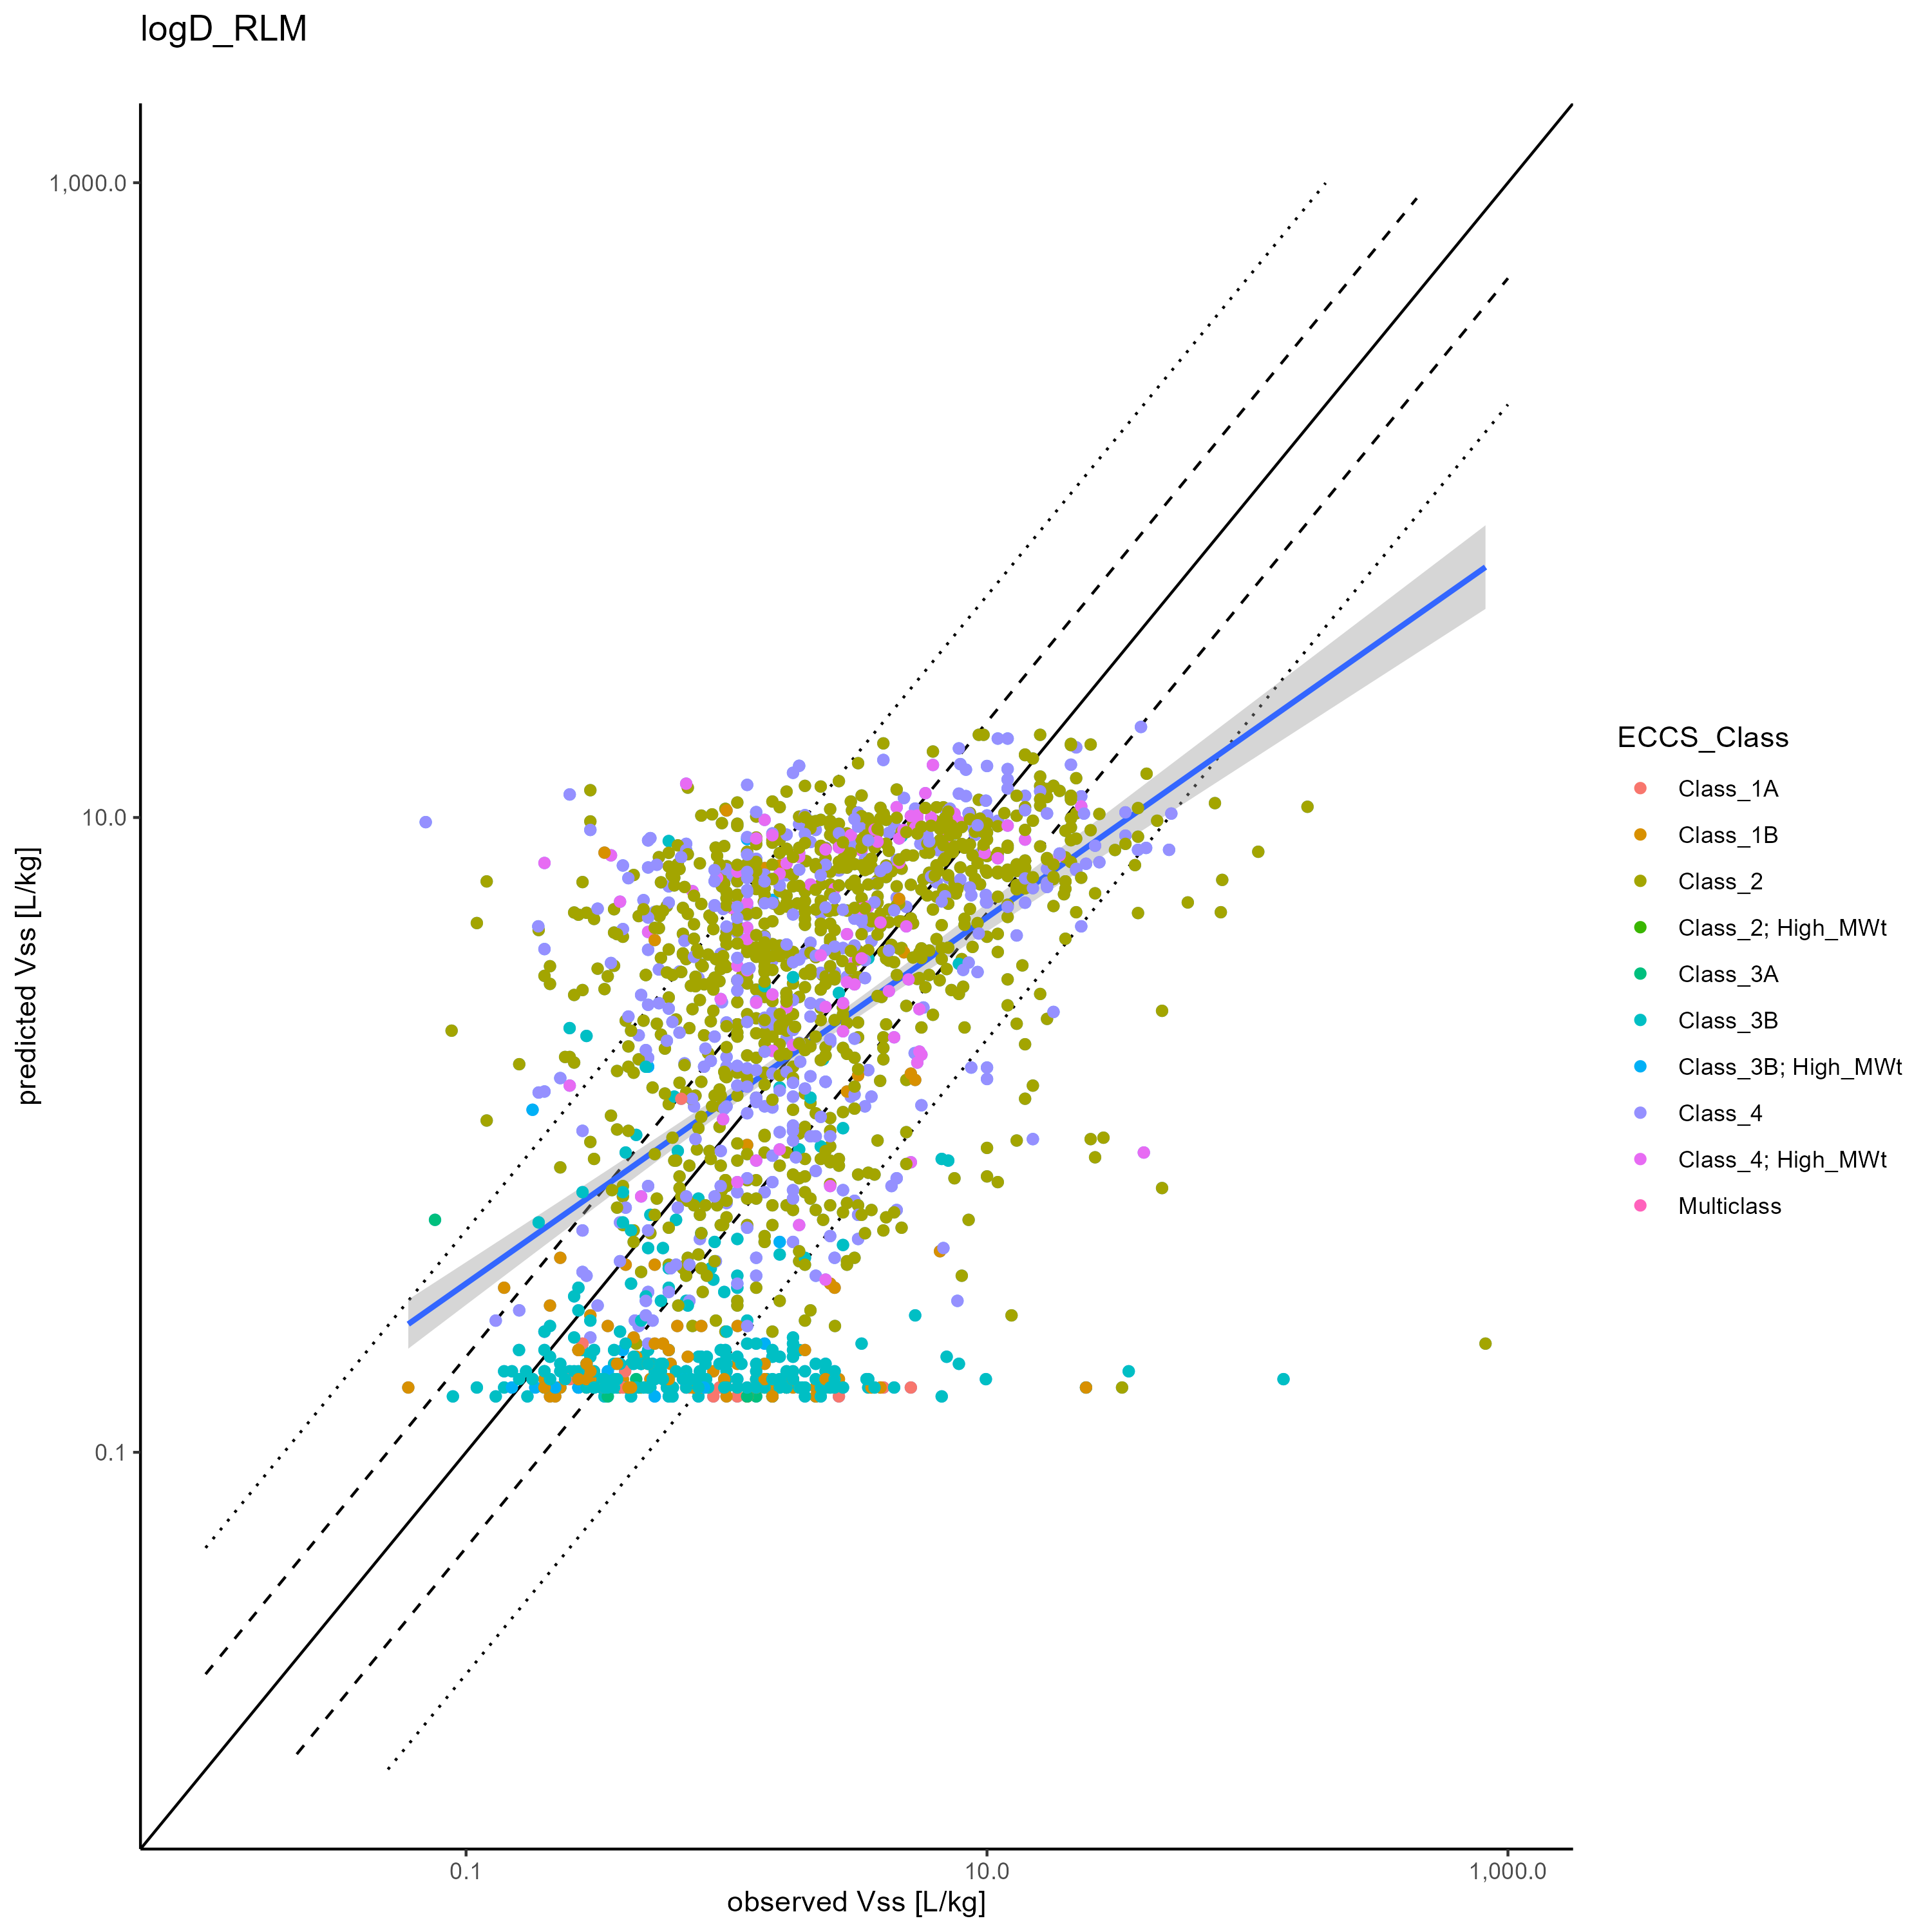 logD_RLM
1,000.0
10.0
0.1
predicted Vss [L/kg]
0.1
10.0
1,000.0
observed Vss [L/kg]
ECCS_Class
Class_1A
Class_1B
Class_2
Class_2; High_MWt
Class_3A
Class_3B
Class_3B; High_MWt
Class_4
Class_4; High_MWt
Multiclass